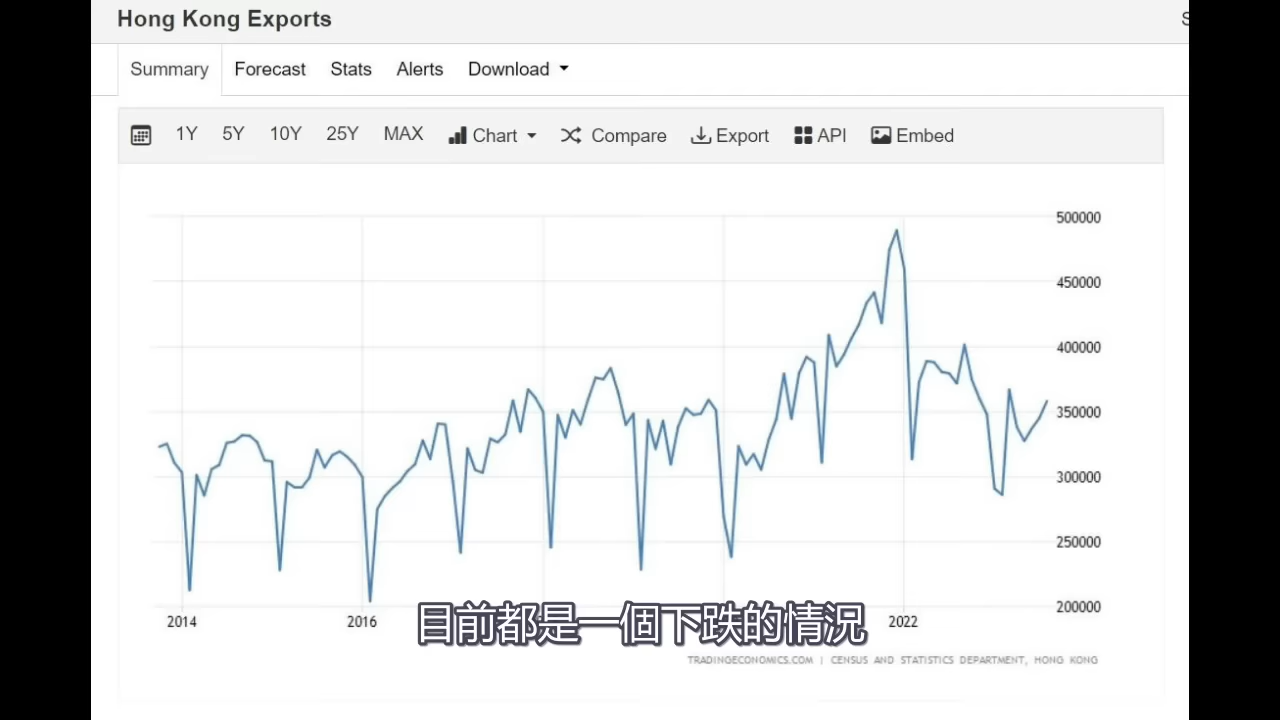 Hong Kong Exports
Summary Forecast Stats Alerts Download
1Y 5Y 10Y 25Y MAX Chart Compare Export API Embed
500000
450000
400000
350000
300000
250000
200000
2014 2016 2022
目前都是一個下跌的情況
TRADINGECONOMICS.COM | CENSUS AND STATISTICS DEPARTMENT, HONG KONG